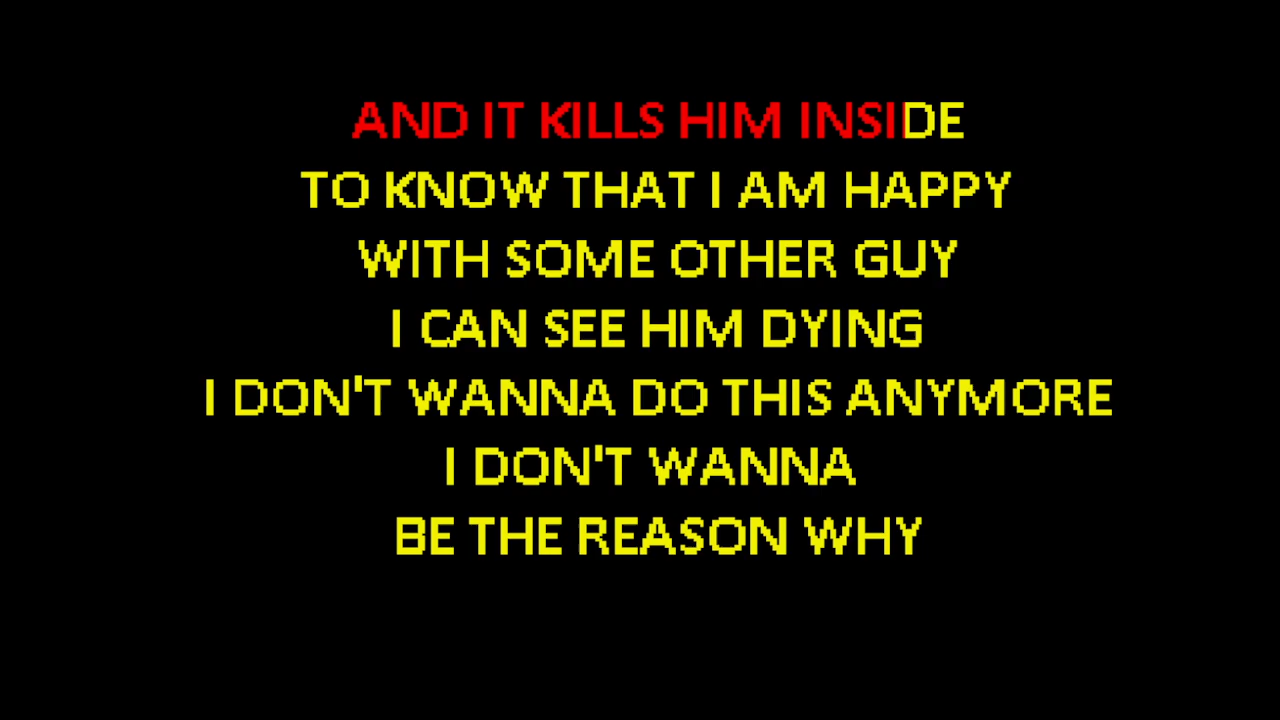 AND IT KILLS HIM INSIDE
TO KNOW THAT I AM HAPPY
WITH SOME OTHER GUY
I CAN SEE HIM DYING
I DON'T WANNA DO THIS ANYMORE
I DON'T WANNA
BE THE REASON WHY